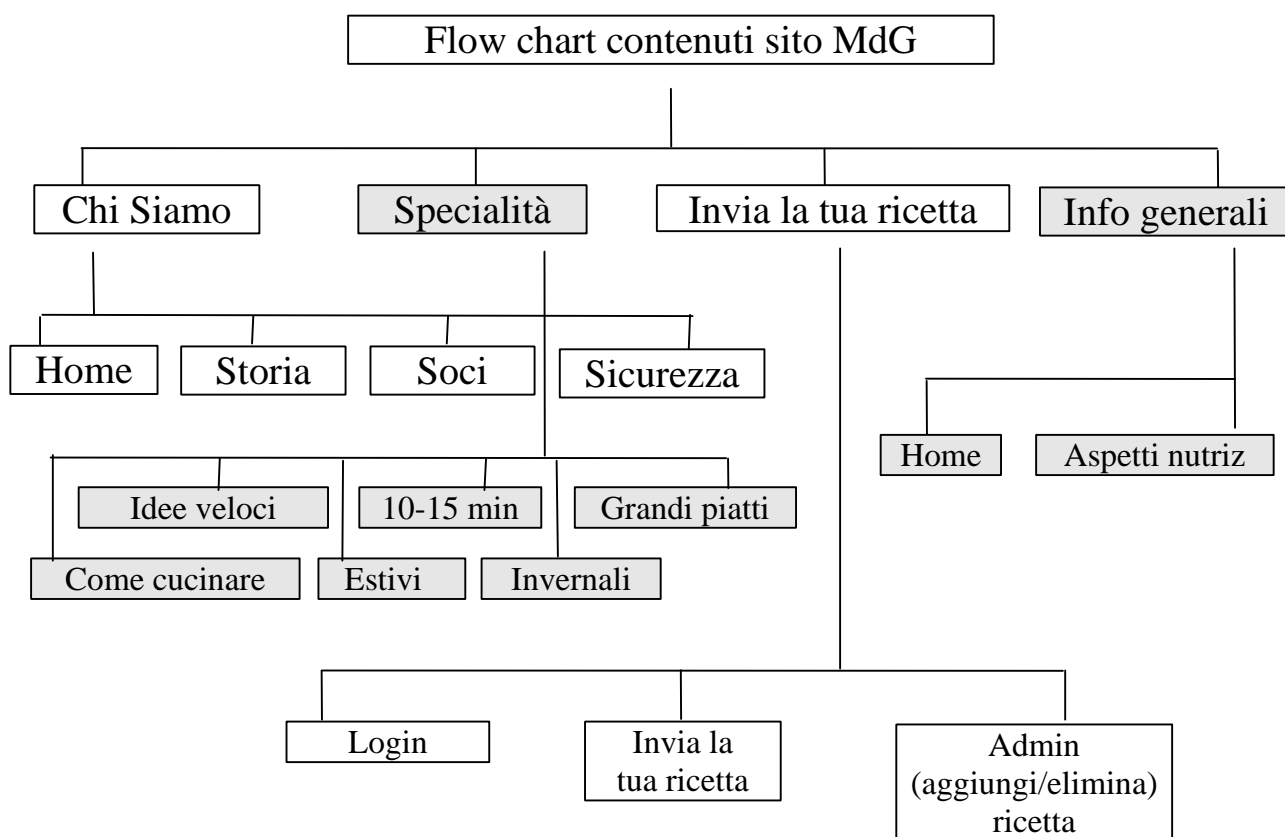 Flow chart contenuti sito MdG
Chi Siamo
Specialità
Invia la tua ricetta
Info generali
Home
Storia
Soci
Sicurezza
Home
Aspetti nutriz
Idee veloci
10-15 min
Grandi piatti
Come cucinare
Estivi
Invernali
Login
Invia la
tua ricetta
Admin
(aggiungi/elimina)
ricetta